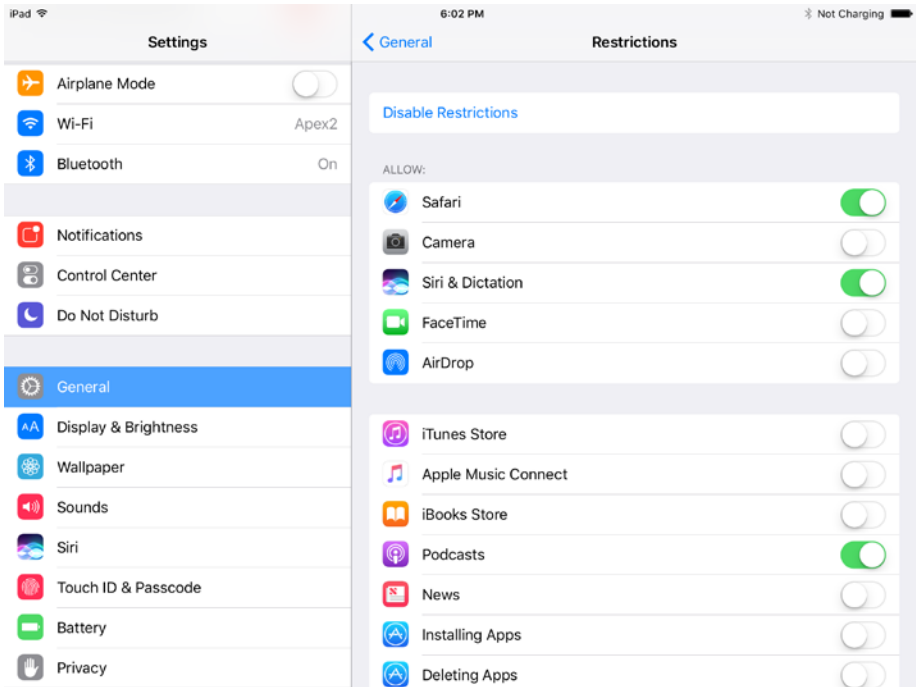 iPad
6:02 PM
Not Charging
Settings
General
Restrictions
Airplane Mode
Wi-Fi
Apex2
Bluetooth
On
Notifications
Control Center
Do Not Disturb
General
AA Display & Brightness
Wallpaper
Sounds
Siri
Touch ID & Passcode
Battery
Privacy
Disable Restrictions
ALLOW:
Safari
Camera
Siri & Dictation
FaceTime
AirDrop
iTunes Store
Apple Music Connect
iBooks Store
Podcasts
News
Installing Apps
Deleting Apps